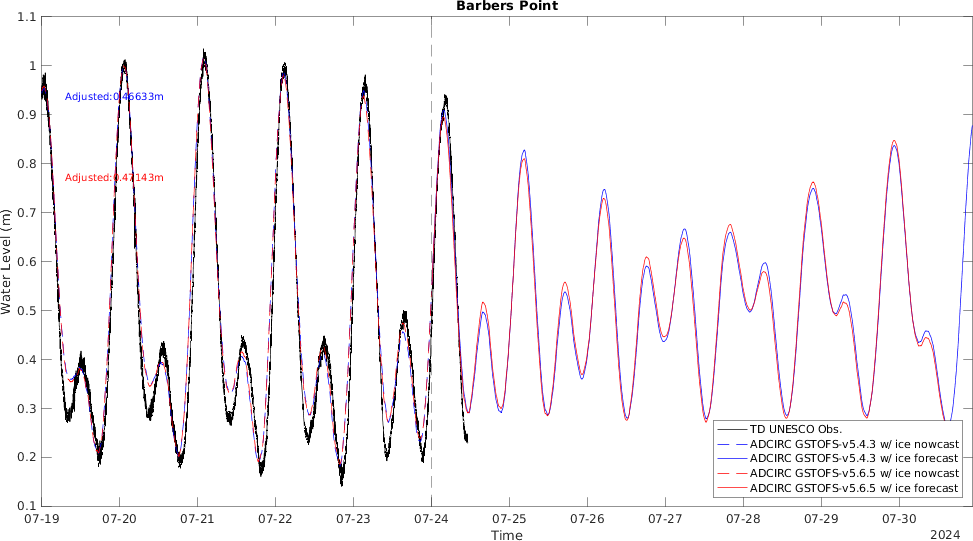 Barbers Point
1.1
1
0.9
0.8
0.7
0.6
0.5
0.4
0.3
0.2
0.1
Water Level (m)
Adjusted:0.46633m
Adjusted:0.47143m
TD UNESCO Obs.
ADCIRC GSTOFS-v5.4.3 w/ ice nowcast
ADCIRC GSTOFS-v5.4.3 w/ ice forecast
ADCIRC GSTOFS-v5.6.5 w/ ice nowcast
ADCIRC GSTOFS-v5.6.5 w/ ice forecast
07-19 07-20 07-21 07-22 07-23 07-24 07-25 07-26 07-27 07-28 07-29 07-30
Time
2024